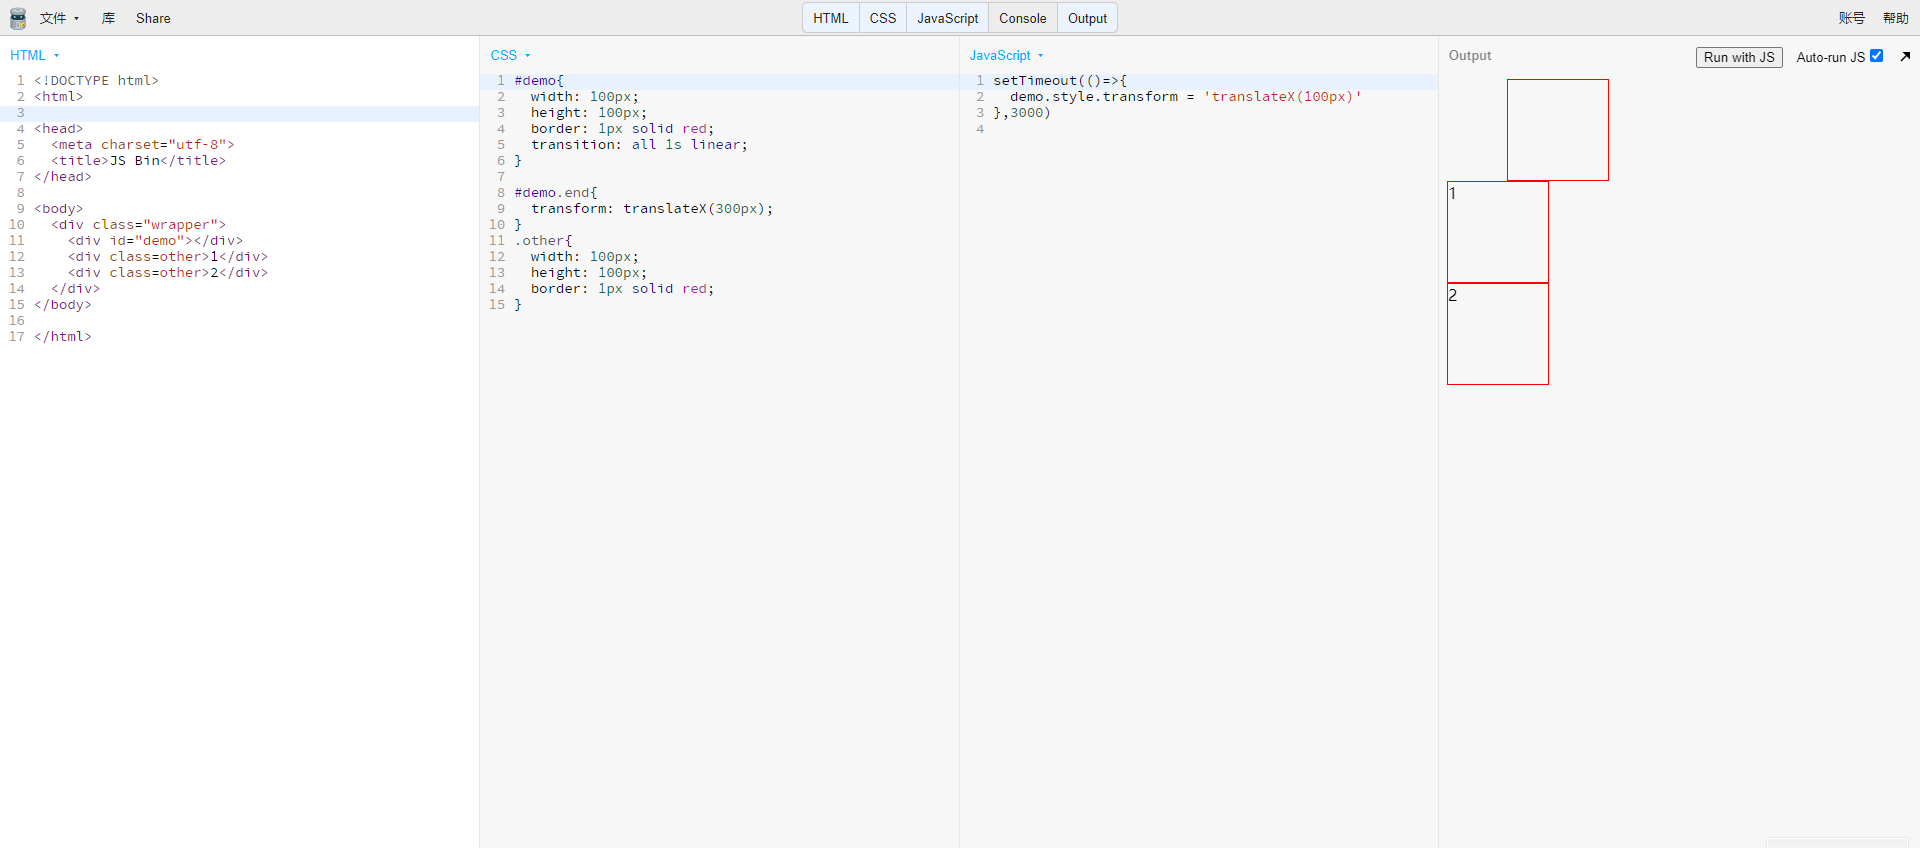 文件 库 Share HTML CSS JavaScript Console Output 账号 帮助
HTML
1 <!DOCTYPE html>
2 <html>
3
4 <head>
5   <meta charset="utf-8">
6   <title>JS Bin</title>
7 </head>
8
9 <body>
10   <div class="wrapper">
11     <div id="demo"></div>
12     <div class=other>1</div>
13     <div class=other>2</div>
14   </div>
15 </body>
16
17 </html>
CSS
1 #demo{
2   width: 100px;
3   height: 100px;
4   border: 1px solid red;
5   transition: all 1s linear;
6 }
7
8 #demo.end{
9   transform: translateX(300px);
10 }
11 .other{
12   width: 100px;
13   height: 100px;
14   border: 1px solid red;
15 }
JavaScript
1 setTimeout(()=>{
2   demo.style.transform = 'translateX(100px)'
3 },3000)
4
Output Run with JS Auto-run JS
1
2